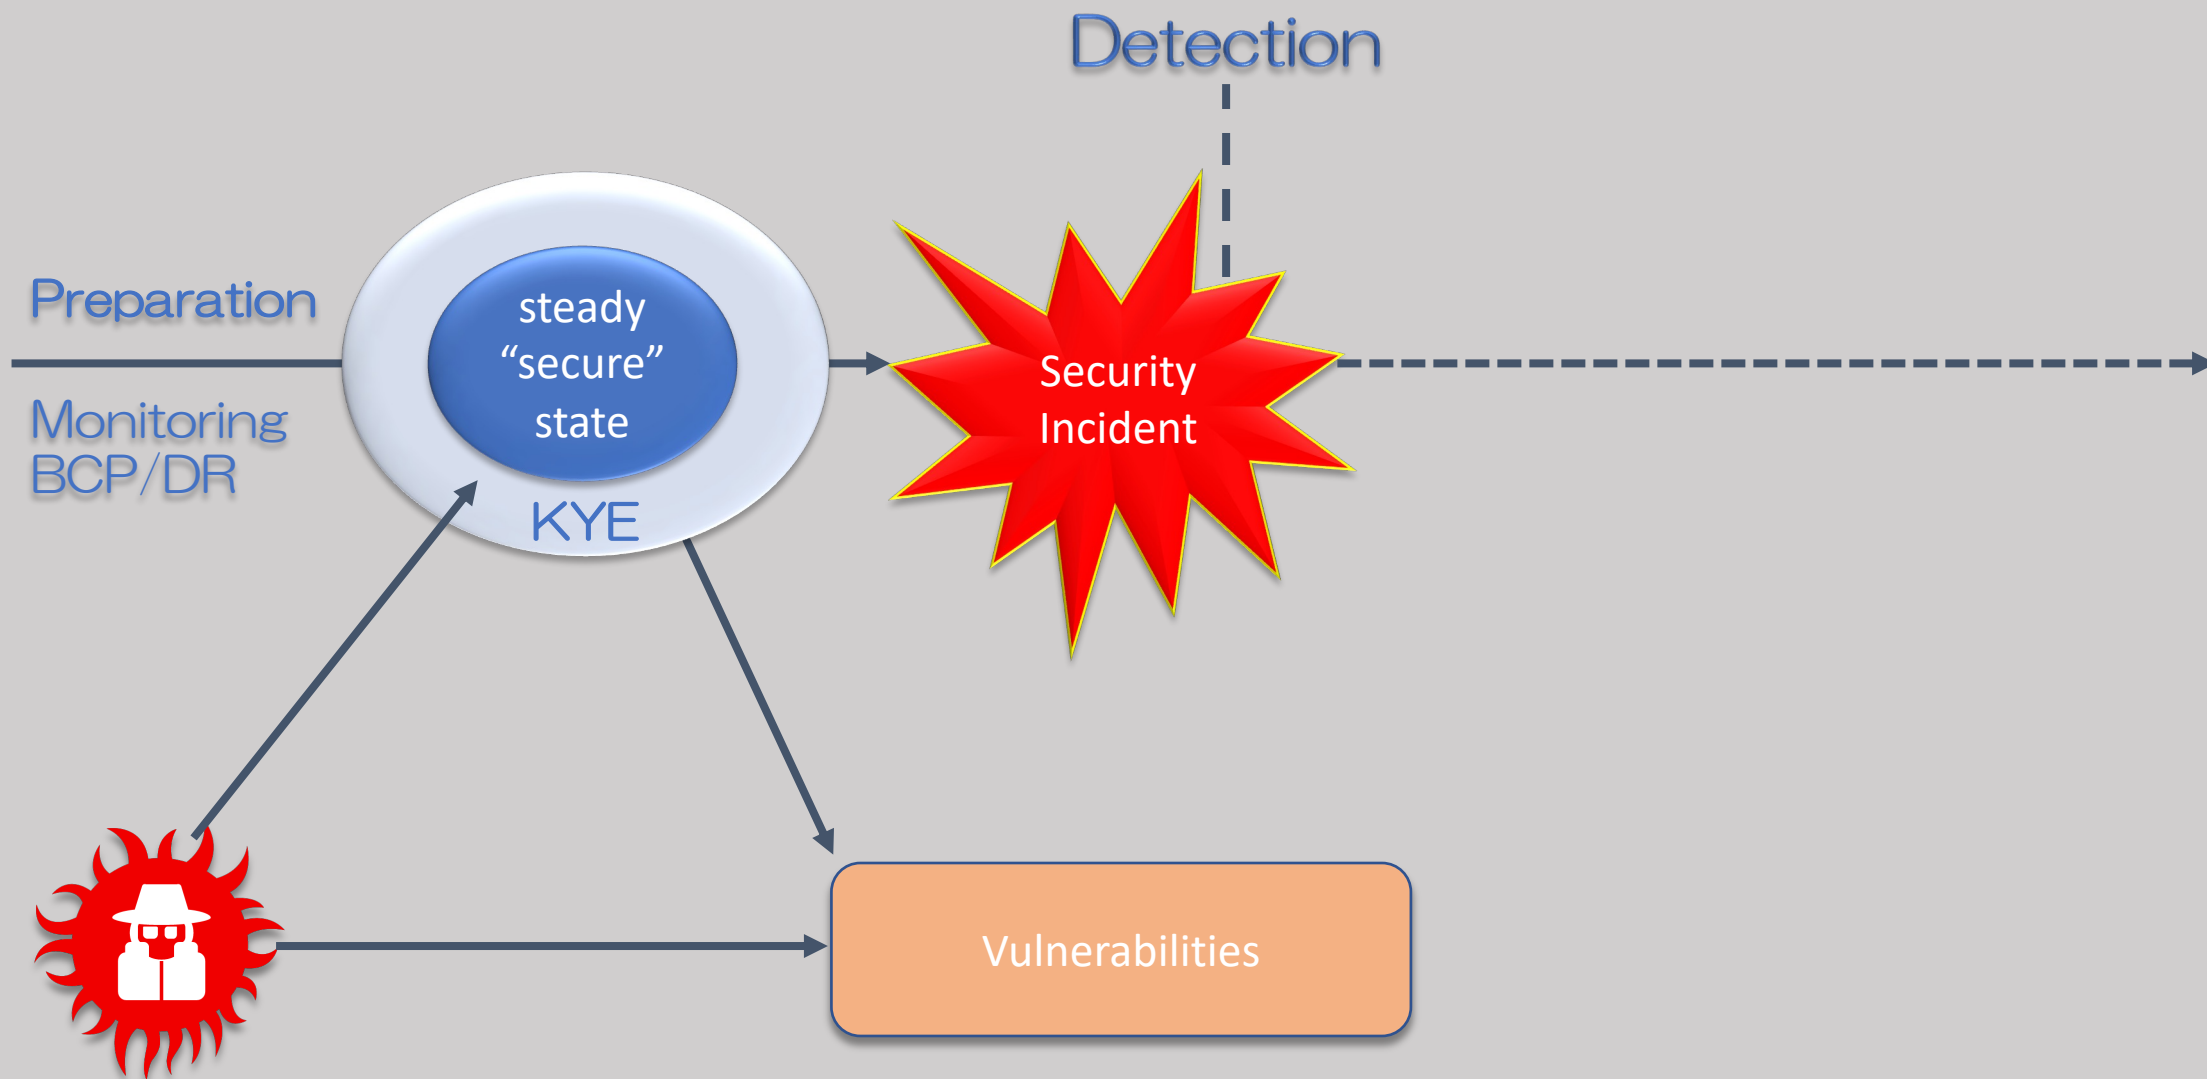 Detection
Preparation
Monitoring
BCP/DR
steady
“secure”
state
KYE
Security
Incident
Vulnerabilities